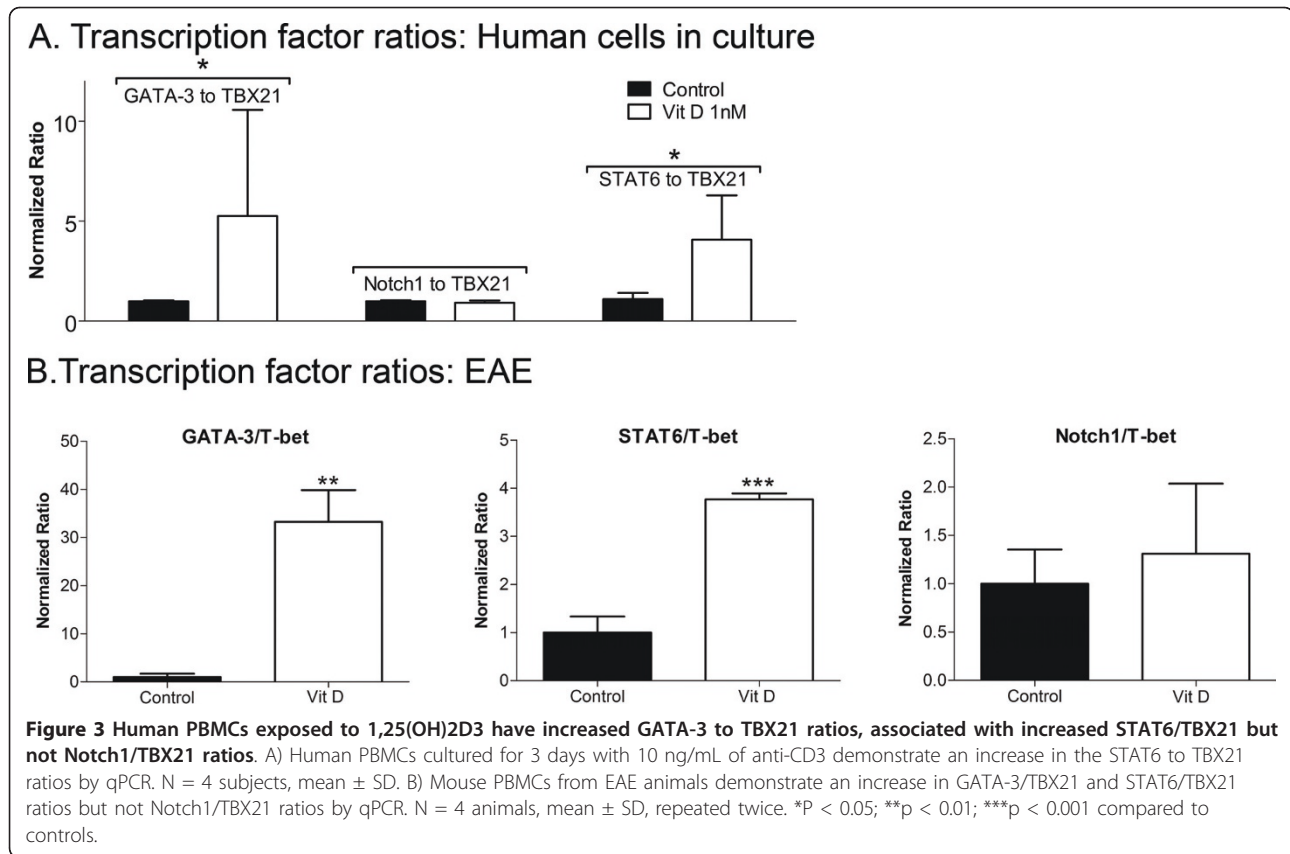 A. Transcription factor ratios: Human cells in culture
*
GATA-3 to TBX21
Control
Vit D 1nM
*
STAT6 to TBX21
Notch1 to TBX21
Normalized Ratio
10
5
0
B.Transcription factor ratios: EAE
GATA-3/T-bet
Normalized Ratio
50
40
30
20
10
0
**
Control Vit D
STAT6/T-bet
Normalized Ratio
5
4
3
2
1
0
***
Control Vit D
Notch1/T-bet
Normalized Ratio
2.5
2.0
1.5
1.0
0.5
0.0
Control Vit D
Figure 3 Human PBMCs exposed to 1,25(OH)2D3 have increased GATA-3 to TBX21 ratios, associated with increased STAT6/TBX21 but
not Notch1/TBX21 ratios. A) Human PBMCs cultured for 3 days with 10 ng/mL of anti-CD3 demonstrate an increase in the STAT6 to TBX21
ratios by qPCR. N = 4 subjects, mean ± SD. B) Mouse PBMCs from EAE animals demonstrate an increase in GATA-3/TBX21 and STAT6/TBX21
ratios but not Notch1/TBX21 ratios by qPCR. N = 4 animals, mean ± SD, repeated twice. *P < 0.05; **p < 0.01; ***p < 0.001 compared to
controls.